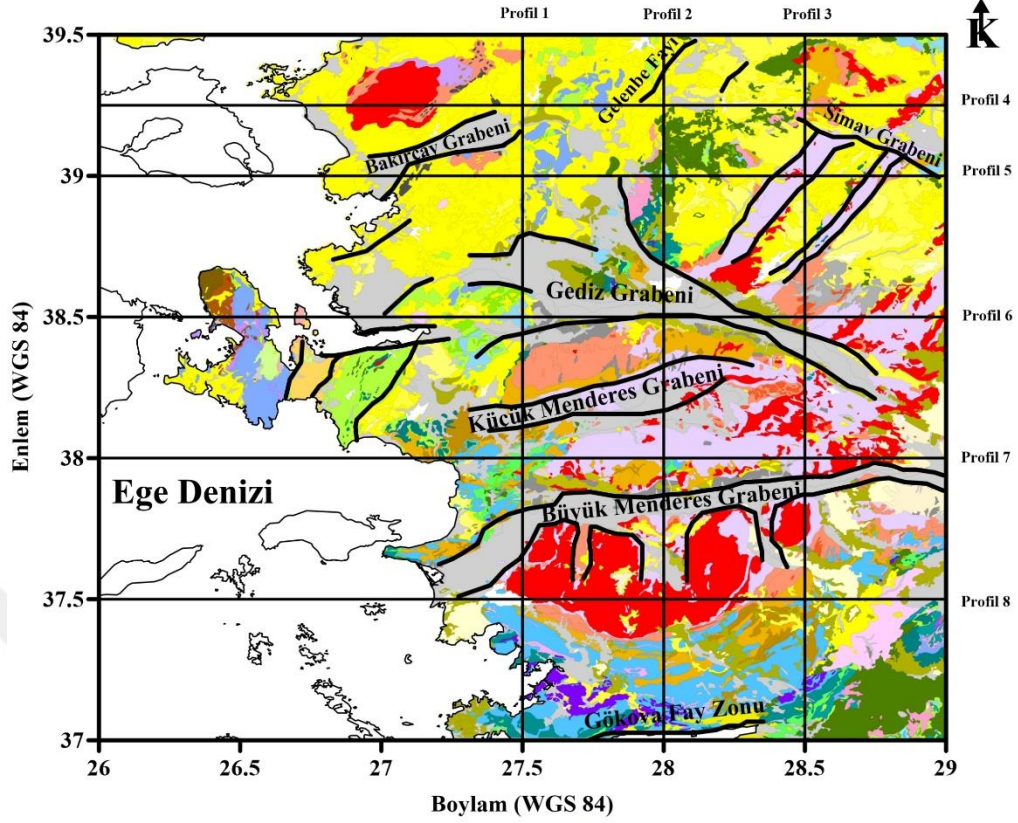 Profil 1 Profil 2 Profil 3
K
39.5
Gelenbe Fayı
Profil 4
Simav Grabeni
Bakırçay Grabeni
39
Profil 5
Enlem (WGS 84)
Gediz Grabeni
38.5
Profil 6
Küçük Menderes Grabeni
38
Profil 7
Ege Denizi
Büyük Menderes Grabeni
37.5
Profil 8
Gökova Fay Zonu
37
26 26.5 27 27.5 28 28.5 29
Boylam (WGS 84)